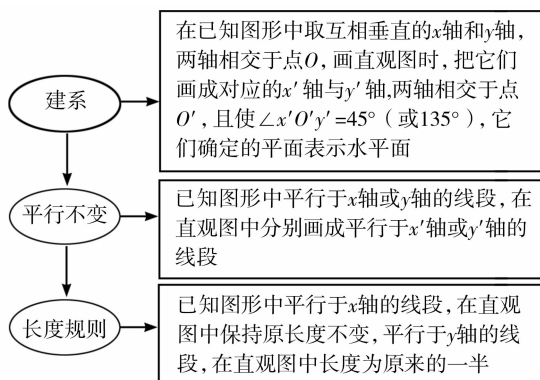 在已知图形中取互相垂直的x轴和y轴,
两轴相交于点O,画直观图时,把它们
画成对应的x′轴与y′轴,两轴相交于点
O′,且使∠x′O′y′=45°(或135°),它
们确定的平面表示水平面
建系
已知图形中平行于x轴或y轴的线段,在
直观图中分别画成平行于x′轴或y′轴的
线段
平行不变
已知图形中平行于x轴的线段,在直观
图中保持原长度不变,平行于y轴的线
段,在直观图中长度为原来的一半
长度规则